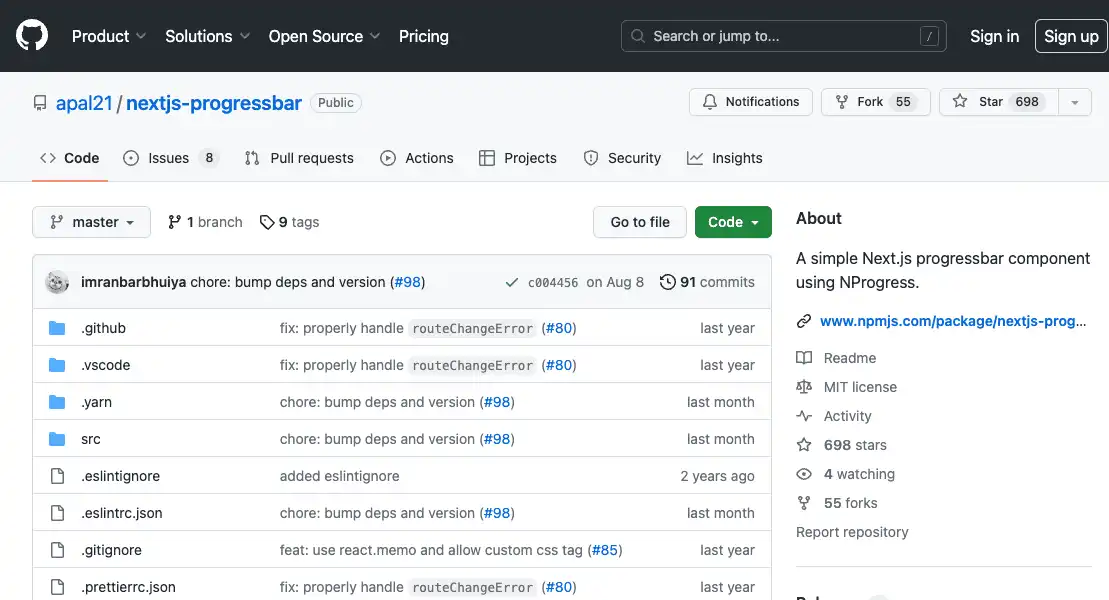 Product Solutions Open Source Pricing Search or jump to... / Sign in Sign up
apal21 / nextjs-progressbar Public Notifications Fork 55 Star 698
Code Issues 8 Pull requests Actions Projects Security Insights
master 1 branch 9 tags Go to file Code
About
A simple Next.js progressbar component
using NProgress.
www.npmjs.com/package/nextjs-prog...
Readme
MIT license
Activity
698 stars
4 watching
55 forks
Report repository
imranbarbhuiya chore: bump deps and version (#98) c004456 on Aug 8 91 commits
.github fix: properly handle routeChangeError (#80) last year
.vscode fix: properly handle routeChangeError (#80) last year
.yarn chore: bump deps and version (#98) last month
src chore: bump deps and version (#98) last month
.eslintignore added eslintignore 2 years ago
.eslintrc.json chore: bump deps and version (#98) last month
.gitignore feat: use react.memo and allow custom css tag (#85) last year
.prettierrc.json fix: properly handle routeChangeError (#80) last year